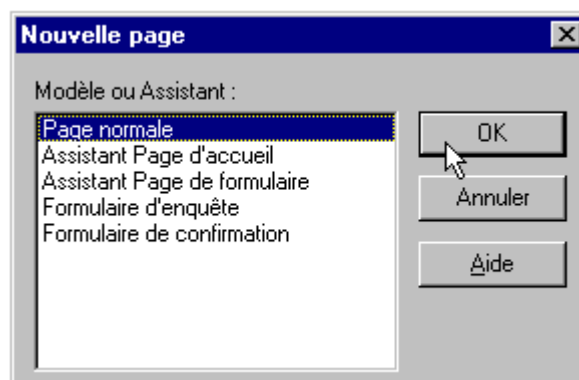 Nouvelle page
Modèle ou Assistant :
Page normale
Assistant Page d'accueil
Assistant Page de formulaire
Formulaire d'enquête
Formulaire de confirmation
OK
Annuler
Aide